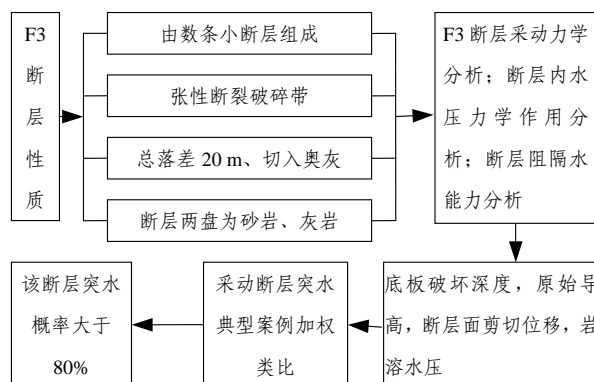 F3
断
层
性
质
由数条小断层组成
张性断裂破碎带
总落差 20 m、切入奥灰
断层两盘为砂岩、灰岩
F3 断层采动力学
分析；断层内水
压力学作用分
析；断层阻隔水
能力分析
底板破坏深度，原始导
高，断层面剪切位移，岩
溶水压
采动断层突水
典型案例加权
类比
该断层突水
概率大于
80%